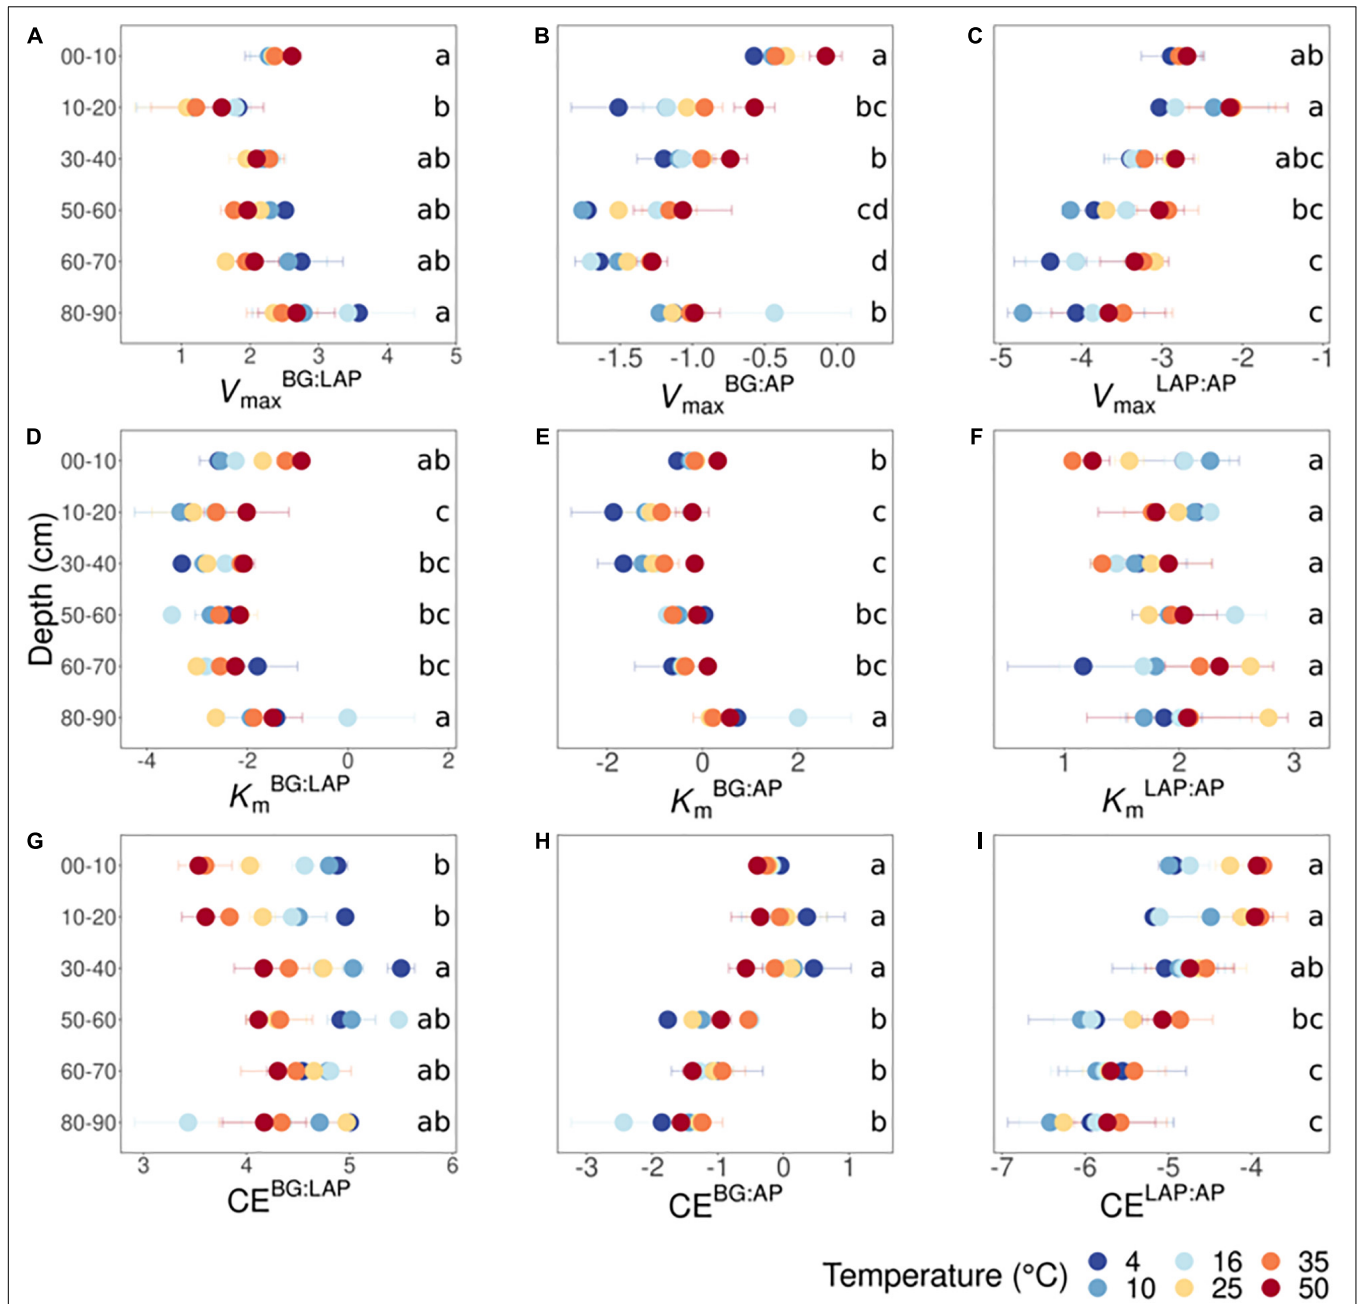 A B C
00-10 a a ab
10-20 b bc a
30-40 ab b abc
50-60 ab cd bc
60-70 ab d c
80-90 a b c
1 2 3 4 5 -1.5 -1.0 -0.5 0.0 -5 -4 -3 -2 -1
Vmax BG:LAP Vmax BG:AP Vmax LAP:AP
D E F
00-10 ab b a
10-20 c c a
30-40 bc c a
50-60 bc bc a
60-70 bc bc a
80-90 a a a
-4 -2 0 2 -2 0 2 1 2 3
Km BG:LAP Km BG:AP Km LAP:AP
Depth (cm)
G H I
00-10 b a a
10-20 b a a
30-40 a a ab
50-60 ab b bc
60-70 ab b c
80-90 ab b c
3 4 5 6 -3 -2 -1 0 1 -7 -6 -5 -4
CE BG:LAP CE BG:AP CE LAP:AP
Temperature (°C) 4 16 35
10 25 50